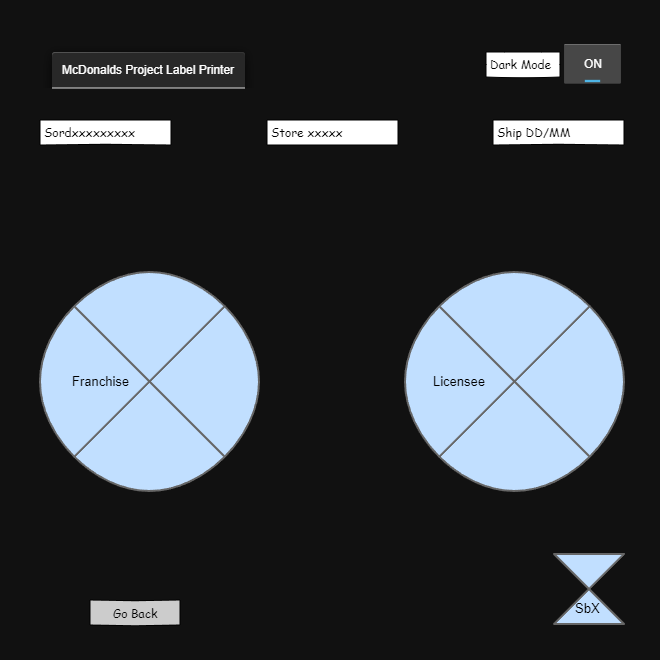 McDonalds Project Label Printer
Dark Mode
ON
Sordxxxxxxxxx
Store xxxxx
Ship DD/MM
Franchise
Licensee
SbX
Go Back